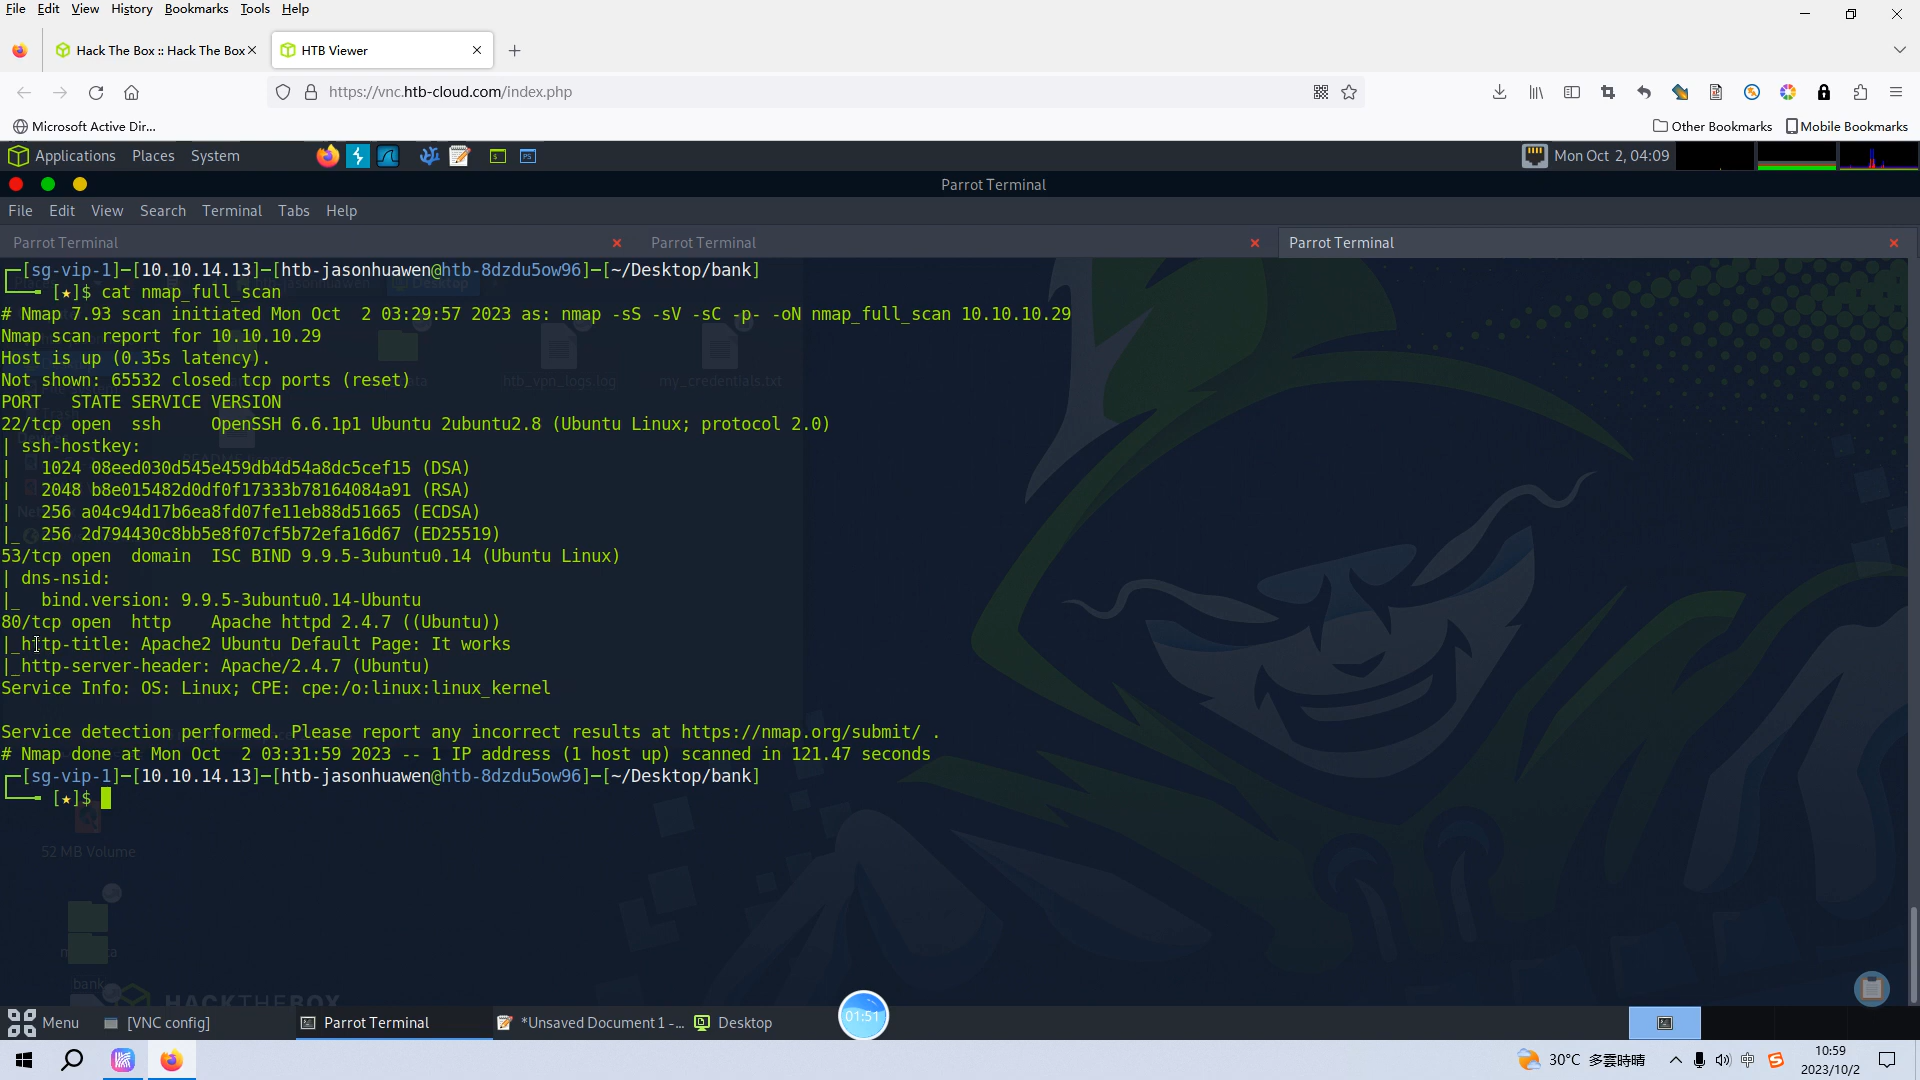 File Edit View History Bookmarks Tools Help
Hack The Box :: Hack The Box
HTB Viewer
https://vnc.htb-cloud.com/index.php
Microsoft Active Dir...
Other Bookmarks
Mobile Bookmarks
Applications Places System
Mon Oct 2, 04:09
Parrot Terminal
File Edit View Search Terminal Tabs Help
Parrot Terminal
Parrot Terminal
Parrot Terminal
┌─[sg-vip-1]─[10.10.14.13]─[htb-jasonhuawen@htb-8dzdu5ow96]─[~/Desktop/bank]
└──╼ [★]$ cat nmap_full_scan
# Nmap 7.93 scan initiated Mon Oct  2 03:29:57 2023 as: nmap -sS -sV -sC -p- -oN nmap_full_scan 10.10.10.29
Nmap scan report for 10.10.10.29
Host is up (0.35s latency).
Not shown: 65532 closed tcp ports (reset)
PORT   STATE SERVICE VERSION
22/tcp open  ssh     OpenSSH 6.6.1p1 Ubuntu 2ubuntu2.8 (Ubuntu Linux; protocol 2.0)
| ssh-hostkey:
|   1024 08eed030d545e459db4d54a8dc5cef15 (DSA)
|   2048 b8e015482d0df0f17333b78164084a91 (RSA)
|   256 a04c94d17b6ea8fd07fe11eb88d51665 (ECDSA)
|_  256 2d794430c8bb5e8f07cf5b72efa16d67 (ED25519)
53/tcp open  domain  ISC BIND 9.9.5-3ubuntu0.14 (Ubuntu Linux)
| dns-nsid:
|_  bind.version: 9.9.5-3ubuntu0.14-Ubuntu
80/tcp open  http    Apache httpd 2.4.7 ((Ubuntu))
|_http-title: Apache2 Ubuntu Default Page: It works
|_http-server-header: Apache/2.4.7 (Ubuntu)
Service Info: OS: Linux; CPE: cpe:/o:linux:linux_kernel
Service detection performed. Please report any incorrect results at https://nmap.org/submit/ .
# Nmap done at Mon Oct  2 03:31:59 2023 -- 1 IP address (1 host up) scanned in 121.47 seconds
┌─[sg-vip-1]─[10.10.14.13]─[htb-jasonhuawen@htb-8dzdu5ow96]─[~/Desktop/bank]
└──╼ [★]$
htb_vpn_logs.log
my_credentials.txt
52 MB Volume
bank
HACKTHEBOX
Menu
[VNC config]
Parrot Terminal
*Unsaved Document 1 -...
Desktop
01:51
30°C 多雲時晴
中
10:59
2023/10/2